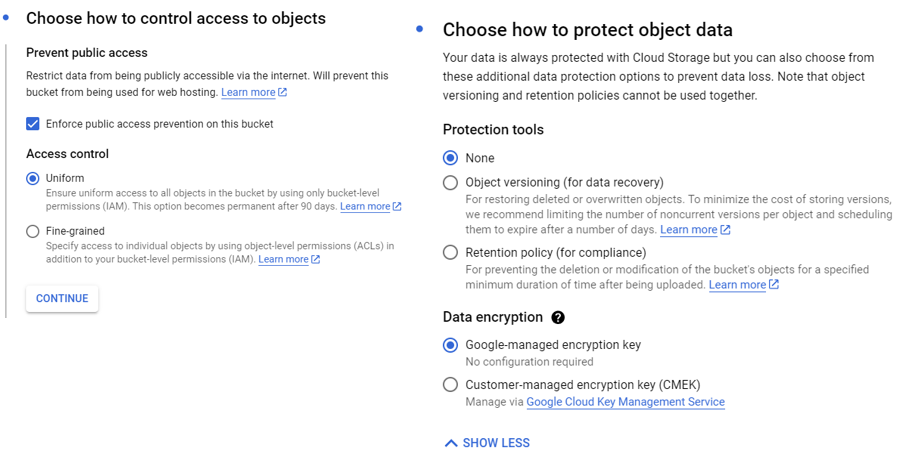 Choose how to control access to objects
Prevent public access
Restrict data from being publicly accessible via the internet. Will prevent this
bucket from being used for web hosting. Learn more
Enforce public access prevention on this bucket
Access control
Uniform
Ensure uniform access to all objects in the bucket by using only bucket-level
permissions (IAM). This option becomes permanent after 90 days. Learn more
Fine-grained
Specify access to individual objects by using object-level permissions (ACLs) in
addition to your bucket-level permissions (IAM). Learn more
CONTINUE
Choose how to protect object data
Your data is always protected with Cloud Storage but you can also choose from
these additional data protection options to prevent data loss. Note that object
versioning and retention policies cannot be used together.
Protection tools
None
Object versioning (for data recovery)
For restoring deleted or overwritten objects. To minimize the cost of storing versions,
we recommend limiting the number of noncurrent versions per object and scheduling
them to expire after a number of days. Learn more
Retention policy (for compliance)
For preventing the deletion or modification of the bucket's objects for a specified
minimum duration of time after being uploaded. Learn more
Data encryption ?
Google-managed encryption key
No configuration required
Customer-managed encryption key (CMEK)
Manage via Google Cloud Key Management Service
SHOW LESS